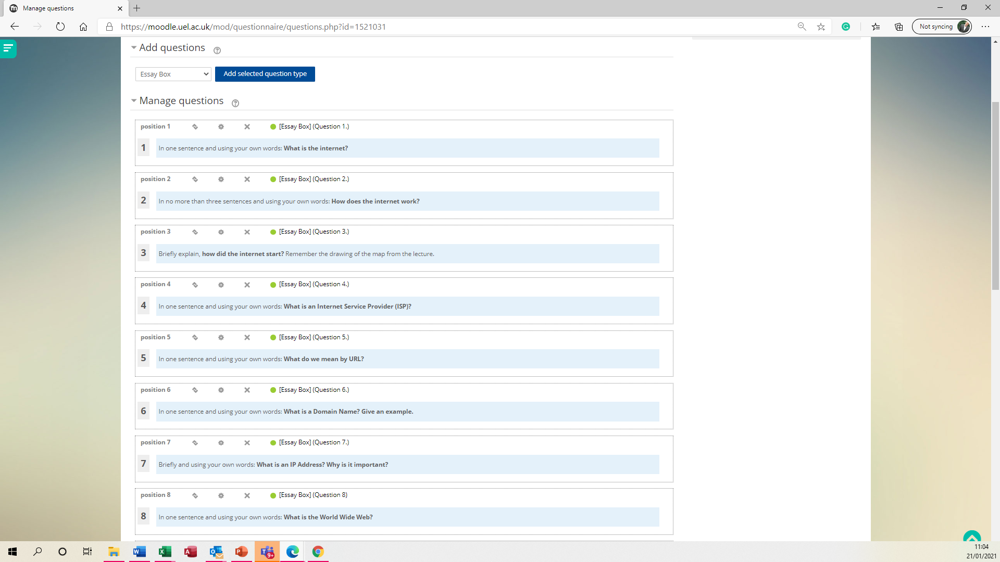 Manage questions
https://moodle.uel.ac.uk/mod/questionnaire/questions.php?id=1521031
Not syncing
Add questions
Essay Box
Add selected question type
Manage questions
position 1
[Essay Box] (Question 1.)
1
In one sentence and using your own words: What is the internet?
position 2
[Essay Box] (Question 2.)
2
In no more than three sentences and using your own words: How does the internet work?
position 3
[Essay Box] (Question 3.)
3
Briefly explain, how did the internet start? Remember the drawing of the map from the lecture.
position 4
[Essay Box] (Question 4.)
4
In one sentence and using your own words: What is an Internet Service Provider (ISP)?
position 5
[Essay Box] (Question 5.)
5
In one sentence and using your own words: What do we mean by URL?
position 6
[Essay Box] (Question 6.)
6
In one sentence and using your own words: What is a Domain Name? Give an example.
position 7
[Essay Box] (Question 7.)
7
Briefly and using your own words: What is an IP Address? Why is it important?
position 8
[Essay Box] (Question 8)
8
In one sentence and using your own words: What is the World Wide Web?
9+
11:04
21/01/2021